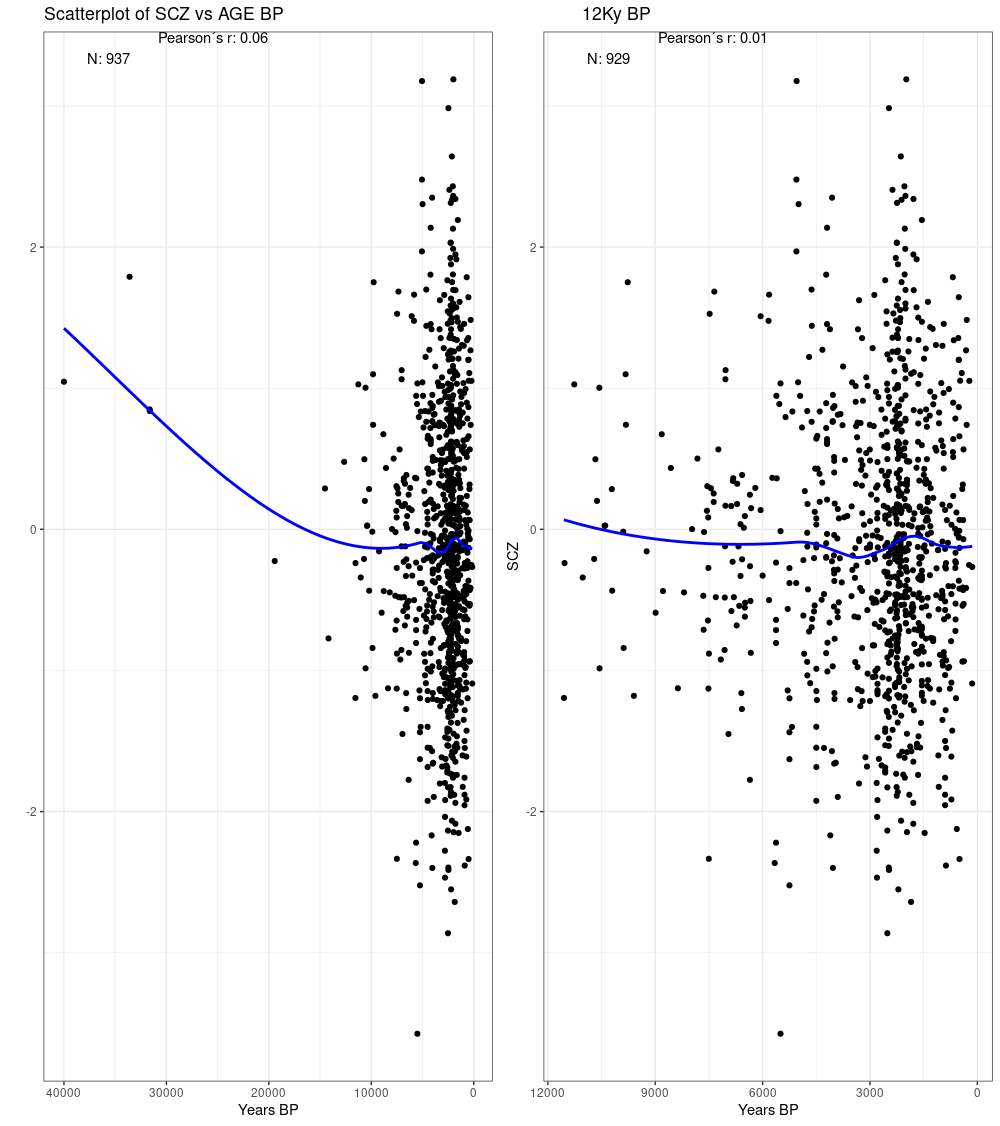 Scatterplot of SCZ vs AGE BP
Pearson´s r: 0.06
N: 937
2
0
-2
40000 30000 20000 10000 0
Years BP
12Ky BP
Pearson´s r: 0.01
N: 929
SCZ
2
0
-2
12000 9000 6000 3000 0
Years BP